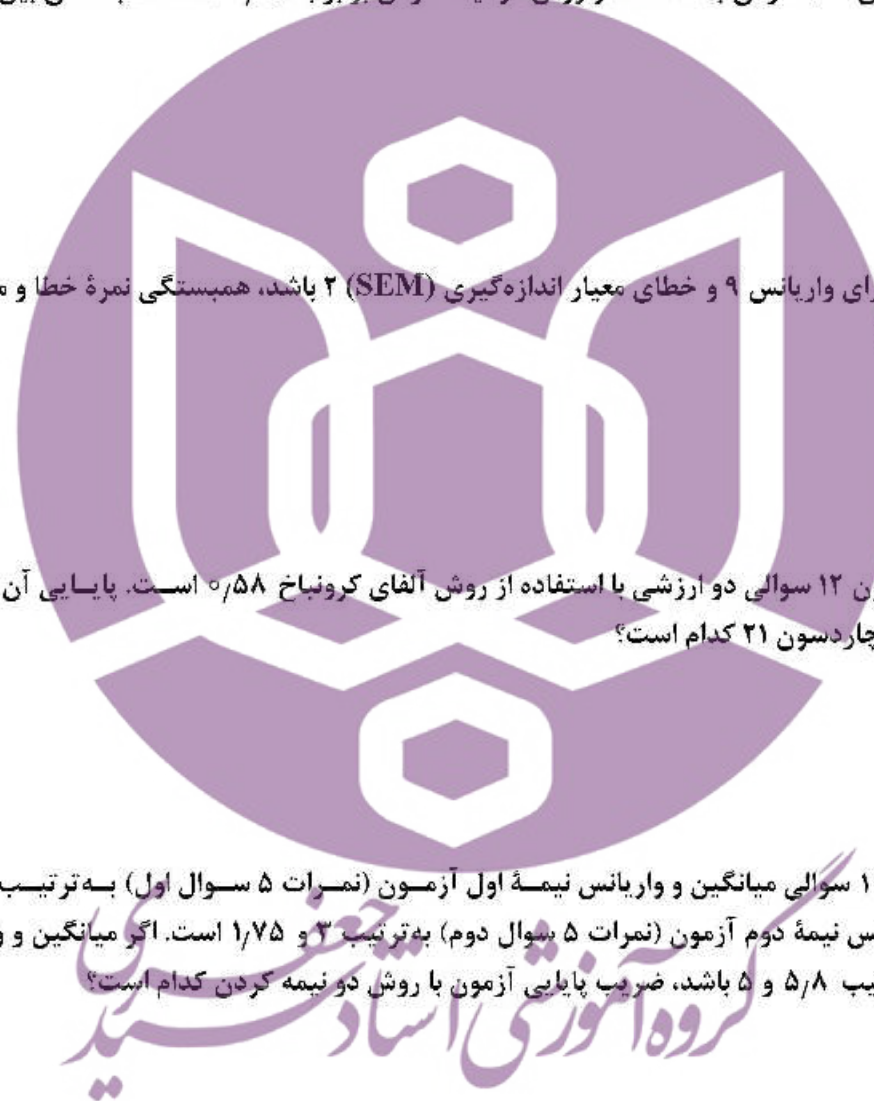 رای واریانس ۹ و خطای معیار اندازه‌گیری (SEM) ۲ باشد، همبستگی نمرهٔ خطا و م
ن ۱۲ سوالی دو ارزشی با استفاده از روش آلفای کرونباخ ۰٫۵۸ است. پایایی آن
چاردسون ۲۱ کدام است؟
۱ سوالی میانگین و واریانس نیمهٔ اول آزمون (نمرات ۵ سوال اول) به‌ترتیب
س نیمهٔ دوم آزمون (نمرات ۵ سوال دوم) به‌ترتیب ۳ و ۱٫۷۵ است. اگر میانگین و و
یب ۵٫۸ و ۵ باشد، ضریب پایایی آزمون با روش دو نیمه کردن کدام است؟
گروه آموزشی استاد سید جعفری